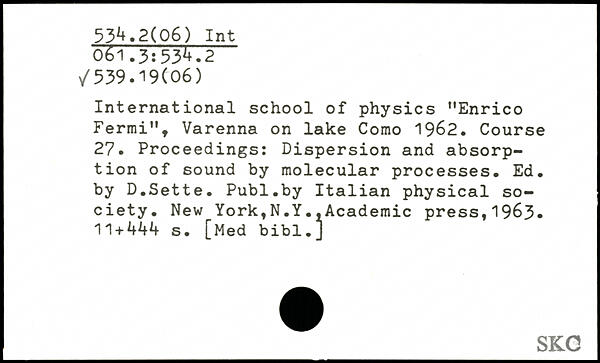 534.2(06) Int
061.3:534.2
√539.19(06)
International school of physics "Enrico
Fermi", Varenna on lake Como 1962. Course
27. Proceedings: Dispersion and absorp-
tion of sound by molecular processes. Ed.
by D.Sette. Publ.by Italian physical so-
ciety. New York,N.Y.,Academic press,1963.
11+444 s. [Med bibl.]
SKC